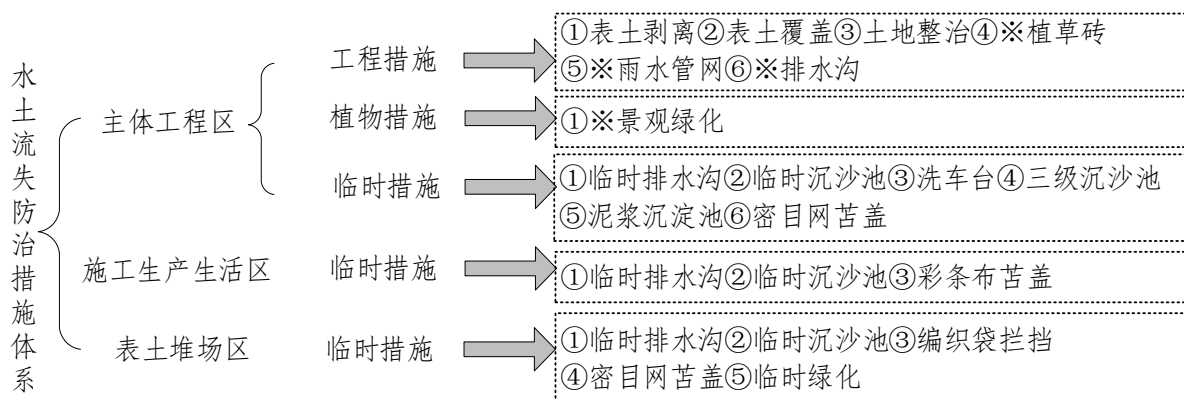 水土流失防治措施体系
主体工程区
工程措施
①表土剥离②表土覆盖③土地整治④※植草砖
⑤※雨水管网⑥※排水沟
植物措施
①※景观绿化
临时措施
①临时排水沟②临时沉沙池③洗车台④三级沉沙池
⑤泥浆沉淀池⑥密目网苫盖
施工生产生活区
临时措施
①临时排水沟②临时沉沙池③彩条布苫盖
表土堆场区
临时措施
①临时排水沟②临时沉沙池③编织袋拦挡
④密目网苫盖⑤临时绿化